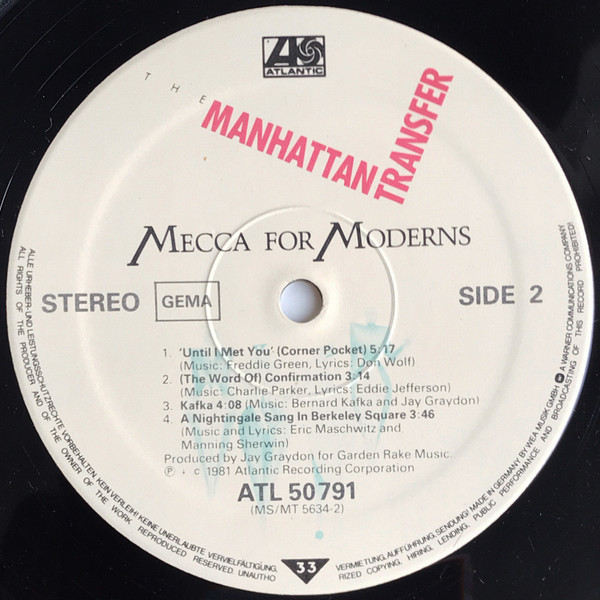 ATLANTIC
THE
MANHATTAN
TRANSFER
MECCA FOR MODERNS
STEREO
GEMA
SIDE 2
1. 'Until I Met You' (Corner Pocket) 5:17
(Music: Freddie Green, Lyrics: Don Wolf)
2. (The Word Of) Confirmation 3:14
(Music: Charlie Parker, Lyrics: Eddie Jefferson)
3. Kafka 4:08 (Music: Bernard Kafka and Jay Graydon)
4. A Nightingale Sang In Berkeley Square 3:46
(Music and Lyrics: Eric Maschwitz and
Manning Sherwin)
Produced by Jay Graydon for Garden Rake Music.
℗ + c 1981 Atlantic Recording Corporation
ATL 50 791
(MS/MT 5634-2)
33
ALLE URHEBER- UND LEISTUNGSSCHUTZRECHTE VORBEHALTEN. KEIN VERLEIH! KEINE UNERLAUBTE VERVIELFÄLTIGUNG,
VERMIETUNG, AUFFÜHRUNG, SENDUNG! MADE IN GERMANY BY WEA MUSIK GMBH. A WARNER COMMUNICATIONS COMPANY
ALL RIGHTS OF THE PRODUCER AND OF THE OWNER OF THE WORK REPRODUCED RESERVED. UNAUTHO
RIZED COPYING, HIRING, LENDING, PUBLIC PERFORMANCE AND BROADCASTING OF THIS RECORD PROHIBITED!